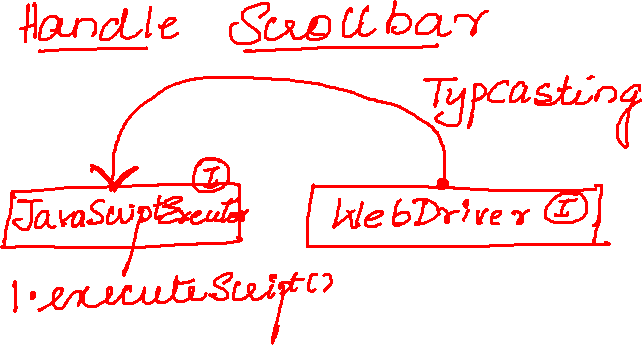 Handle Scrollbar
Typcasting
I
JavaScriptExecutor
WebDriver I
1. executeScript()